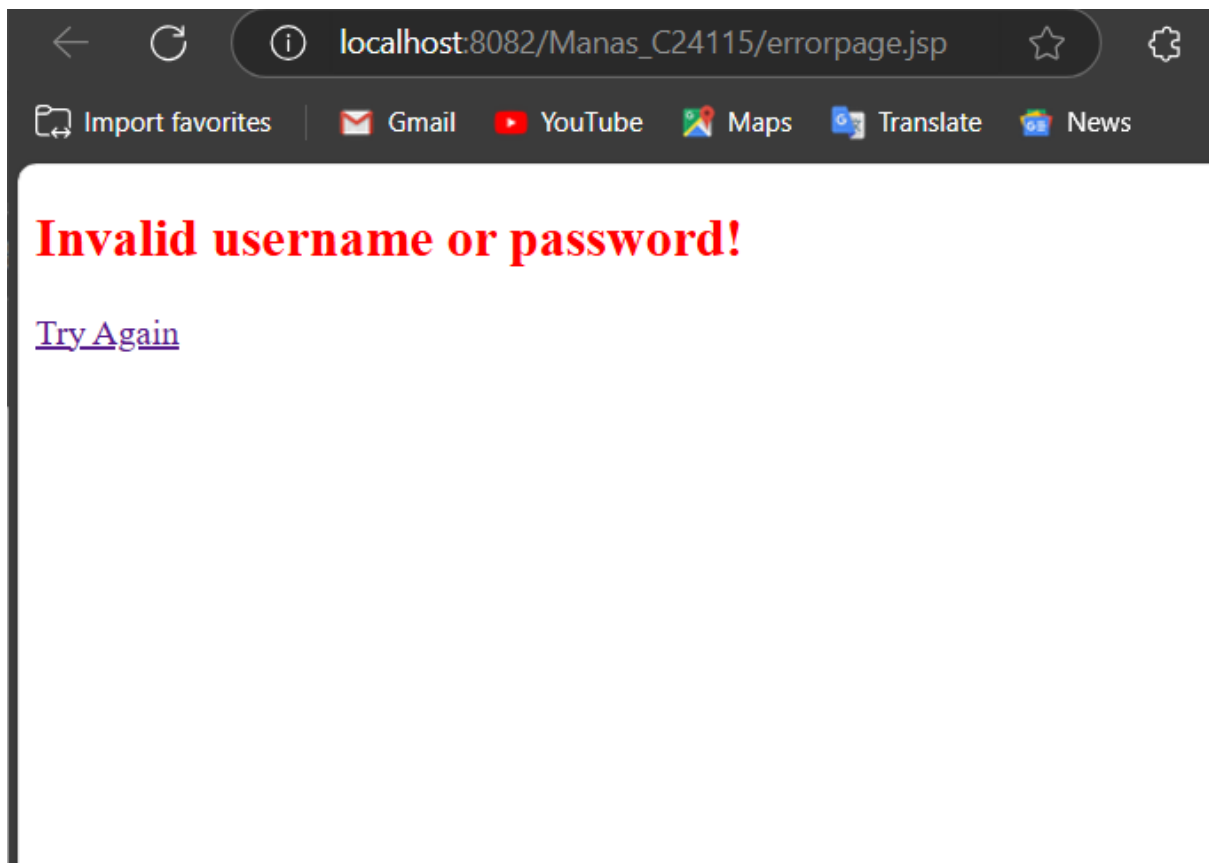 localhost:8082/Manas_C24115/errorpage.jsp
Import favorites Gmail YouTube Maps Translate News
Invalid username or password!
Try Again